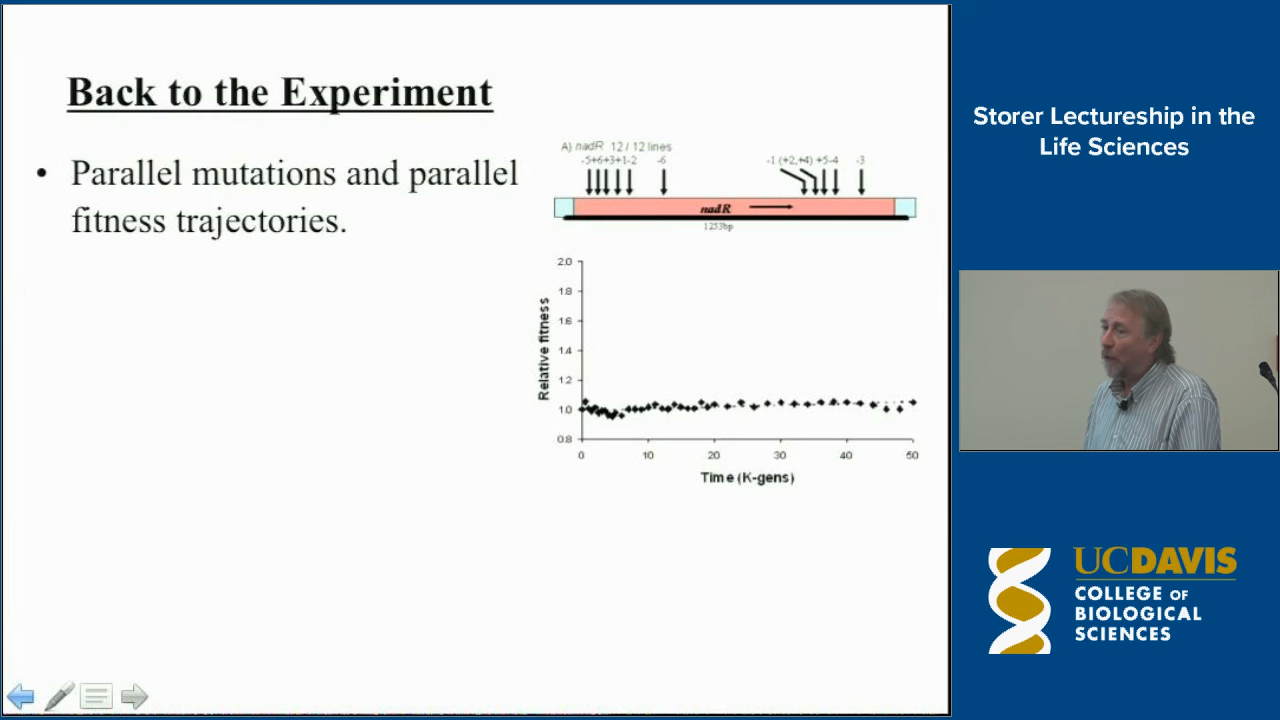 Back to the Experiment
• Parallel mutations and parallel
fitness trajectories.
A) nadR 12 / 12 lines
-5+6+3+1-2 -6 -1 (+2,+4) +5-4 -3
nadR
1253bp
Relative fitness
2.0
1.8
1.6
1.4
1.2
1.0
0.8
0 10 20 30 40 50
Time (K-gens)
Storer Lectureship in the
Life Sciences
UCDAVIS
COLLEGE OF
BIOLOGICAL
SCIENCES